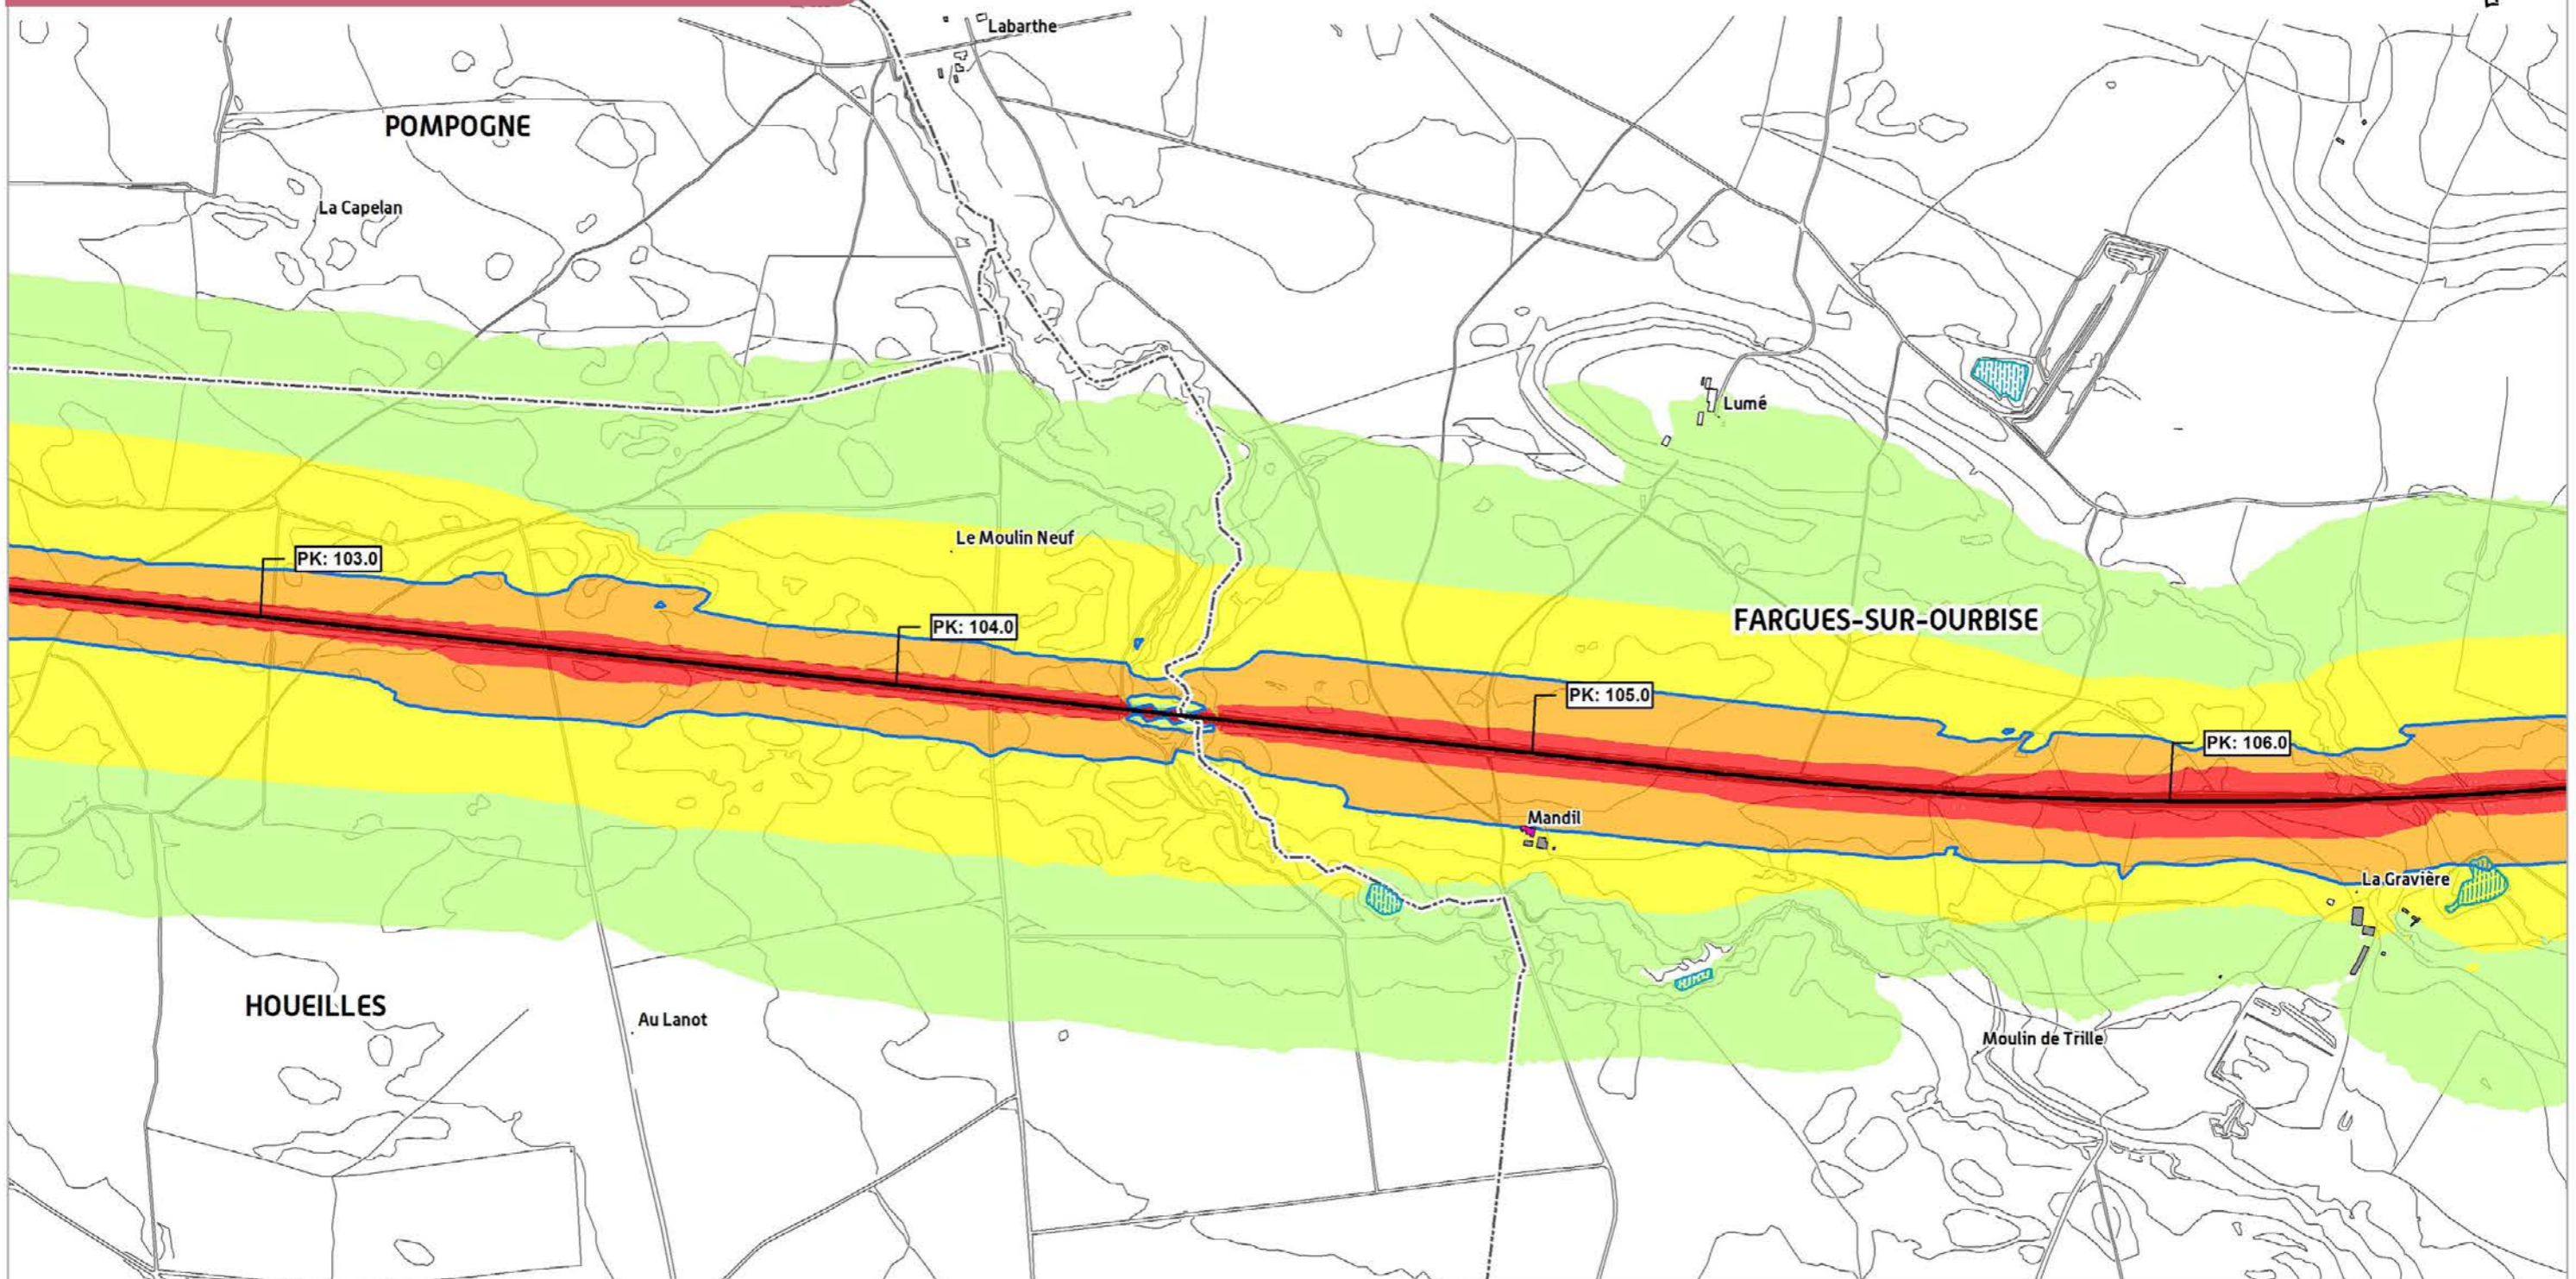 Labarthe
POMPOGNE
La Capelan
Lumé
Le Moulin Neuf
PK: 103.0
PK: 104.0
FARGUES-SUR-OURBISE
PK: 105.0
PK: 106.0
Mandil
La Gravière
HOUEILLES
Au Lanot
Moulin de Trille